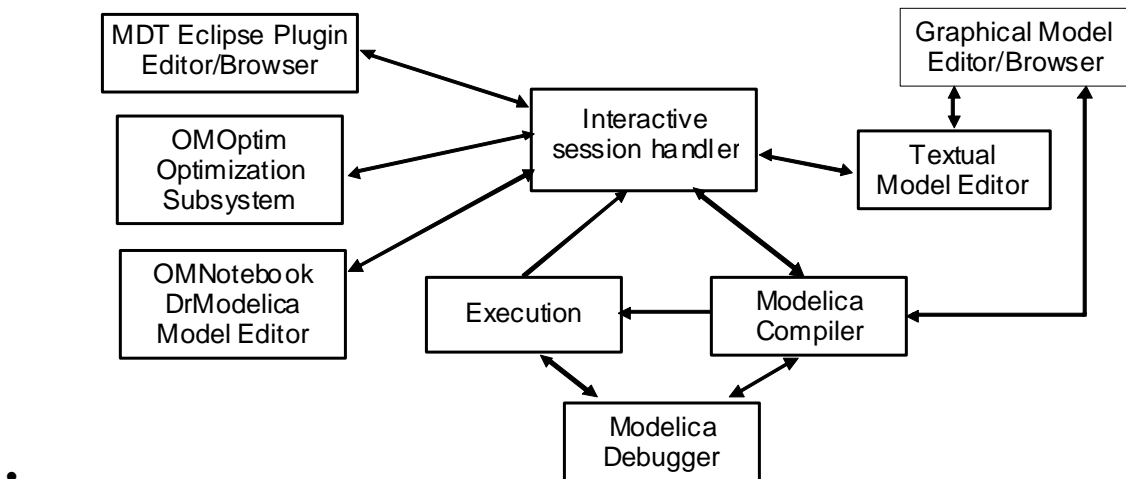 MDT Eclipse Plugin
Editor/Browser
Graphical Model
Editor/Browser
Interactive
session handler
OMOptim
Optimization
Subsystem
Textual
Model Editor
OMNotebook
DrModelica
Model Editor
Execution
Modelica
Compiler
Modelica
Debugger